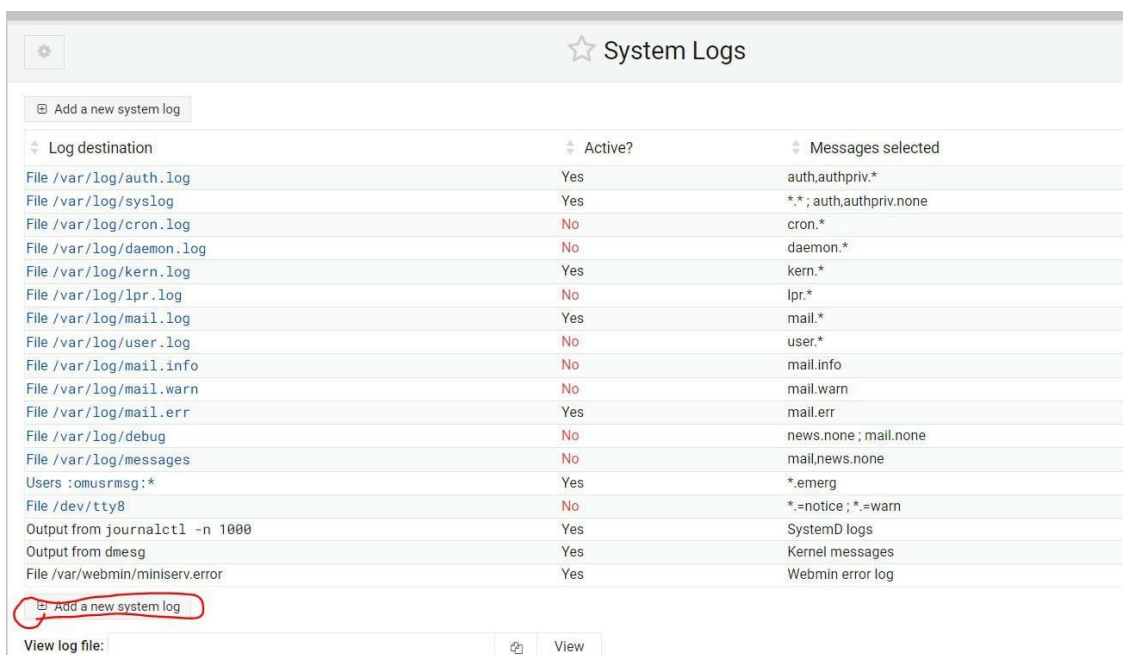 System Logs
Add a new system log
Log destination Active? Messages selected
File /var/log/auth.log Yes auth,authpriv.*
File /var/log/syslog Yes *.* ; auth,authpriv.none
File /var/log/cron.log No cron.*
File /var/log/daemon.log No daemon.*
File /var/log/kern.log Yes kern.*
File /var/log/lpr.log No lpr.*
File /var/log/mail.log Yes mail.*
File /var/log/user.log No user.*
File /var/log/mail.info No mail.info
File /var/log/mail.warn No mail.warn
File /var/log/mail.err Yes mail.err
File /var/log/debug No news.none ; mail.none
File /var/log/messages No mail,news.none
Users :omusrmsg:* Yes *.emerg
File /dev/tty8 No *.=notice ; *.=warn
Output from journalctl -n 1000 Yes SystemD logs
Output from dmesg Yes Kernel messages
File /var/webmin/miniserv.error Yes Webmin error log
Add a new system log
View log file: View